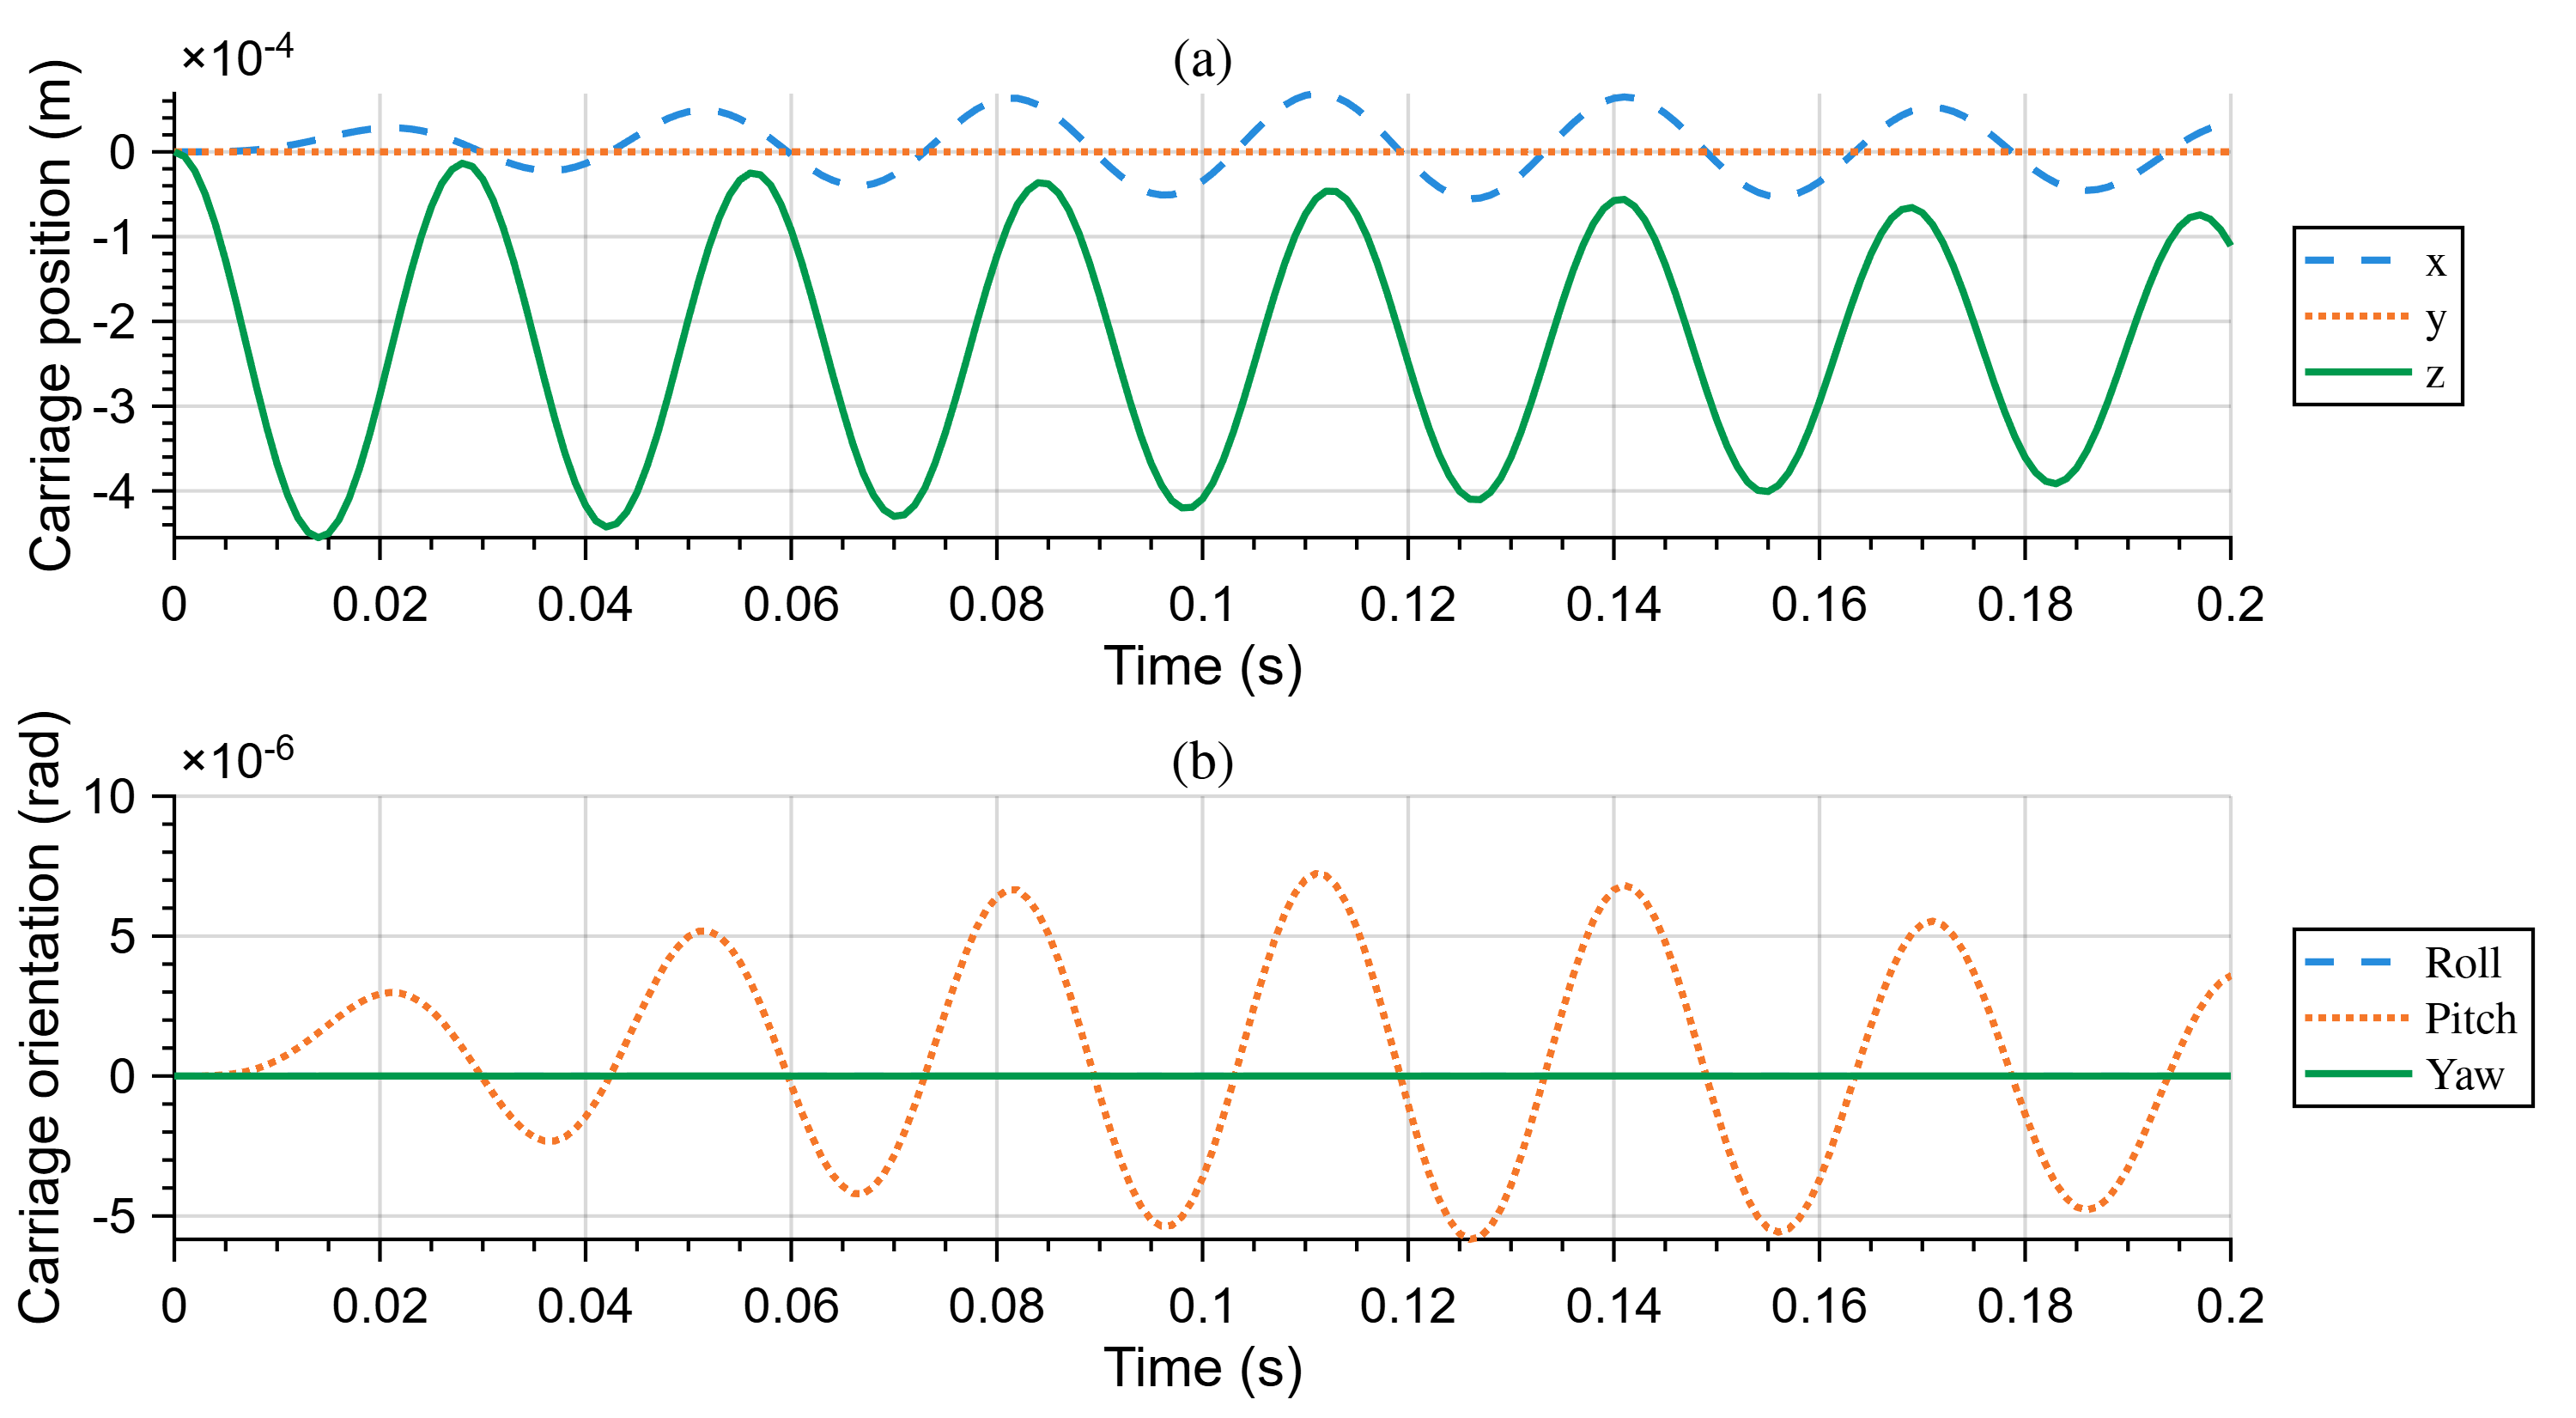 (a)
×10-4
Carriage position (m)
0
-1
-2
-3
-4
0 0.02 0.04 0.06 0.08 0.1 0.12 0.14 0.16 0.18 0.2
Time (s)
x
y
z
(b)
×10-6
Carriage orientation (rad)
10
5
0
-5
0 0.02 0.04 0.06 0.08 0.1 0.12 0.14 0.16 0.18 0.2
Time (s)
Roll
Pitch
Yaw